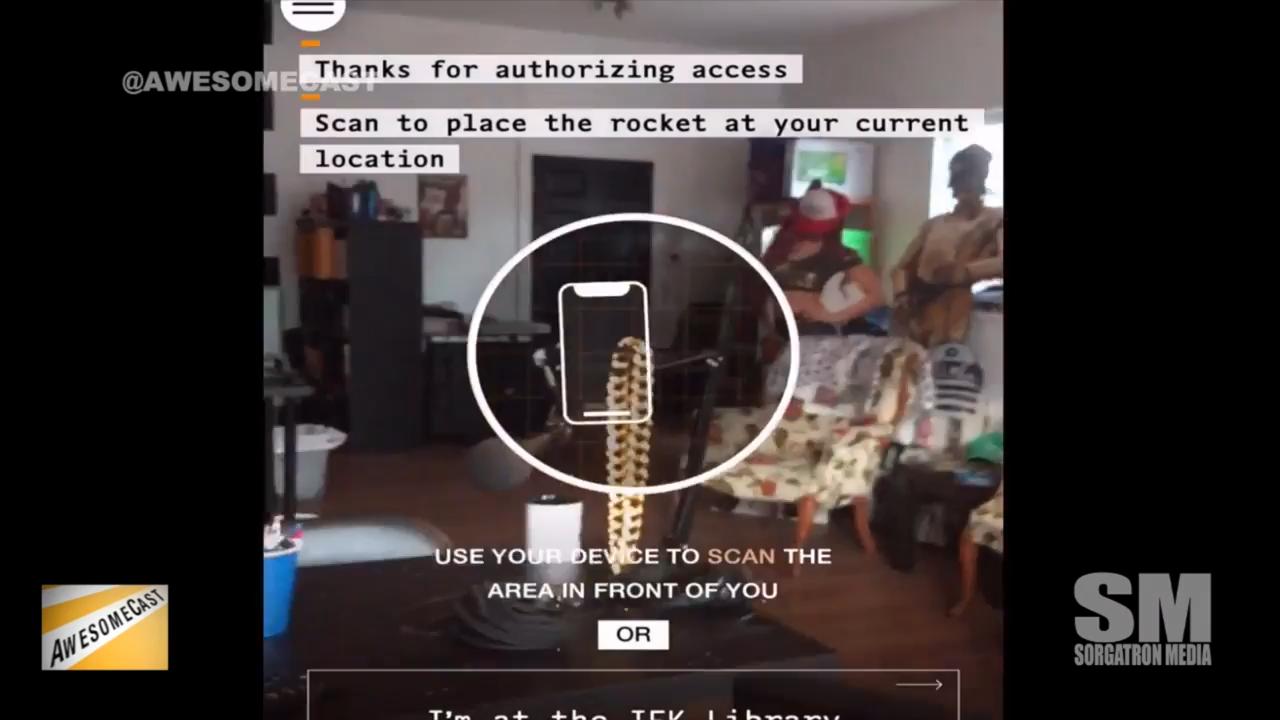 Thanks for authorizing access
@AWESOMECAST
Scan to place the rocket at your current
location
USE YOUR DEVICE TO SCAN THE
AREA IN FRONT OF YOU
OR
I'm at the JFK Library
AWESOMECAST
SM
SORGATRON MEDIA